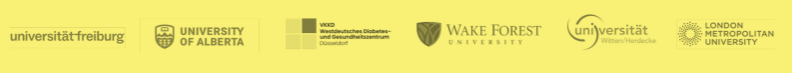 universität freiburg
UNIVERSITY
OF ALBERTA
VKKD
Westdeutsches Diabetes-
und Gesundheitszentrum
Düsseldorf
WAKE FOREST
UNIVERSITY
universität
Witten/Herdecke
LONDON
METROPOLITAN
UNIVERSITY